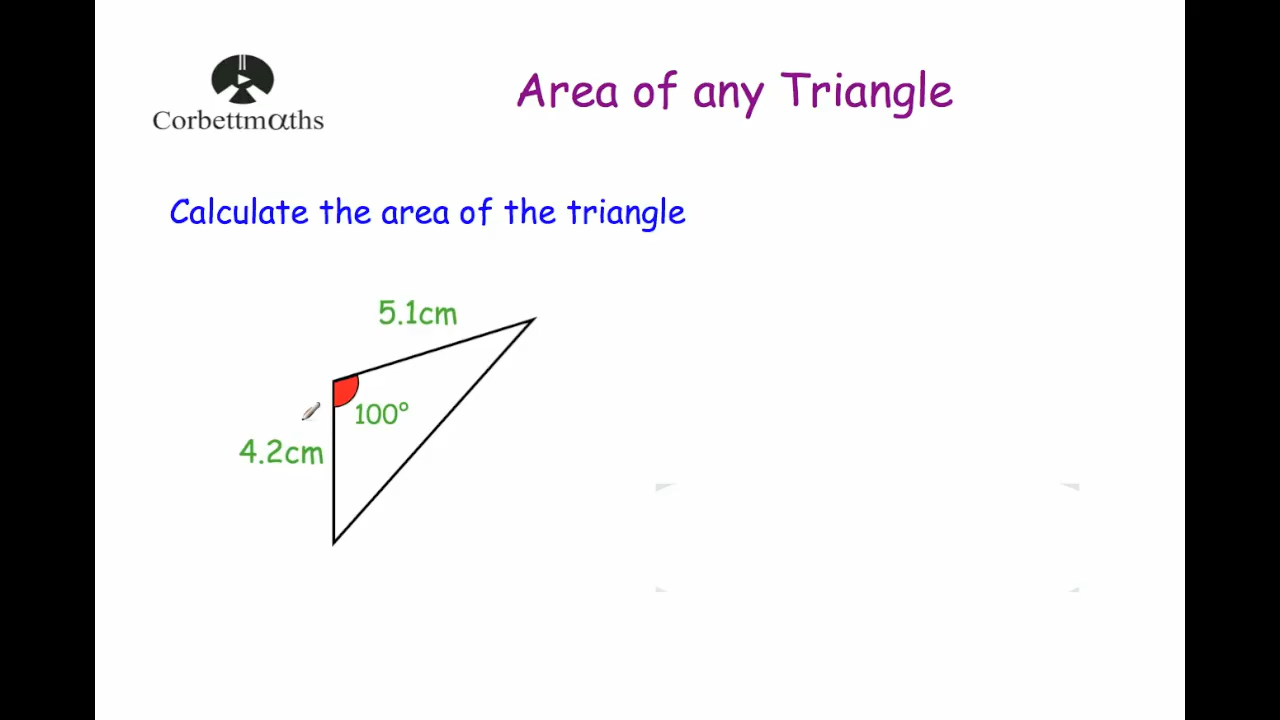 Area of any Triangle
Corbettmαths
Calculate the area of the triangle
5.1cm
100°
4.2cm